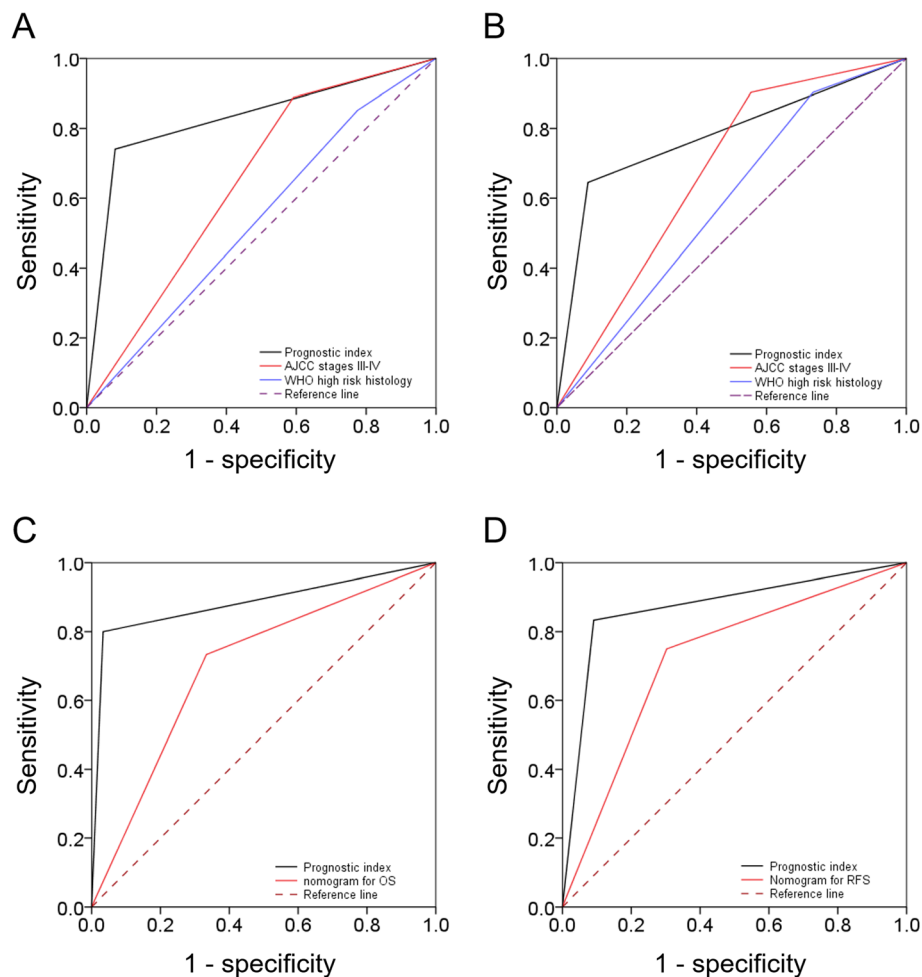 A
Sensitivity
1.0
0.8
0.6
0.4
0.2
0.0
Prognostic index
AJCC stages III-IV
WHO high risk histology
Reference line
0.0 0.2 0.4 0.6 0.8 1.0
1 - specificity
B
Sensitivity
1.0
0.8
0.6
0.4
0.2
0.0
Prognostic index
AJCC stages III-IV
WHO high risk histology
Reference line
0.0 0.2 0.4 0.6 0.8 1.0
1 - specificity
C
Sensitivity
1.0
0.8
0.6
0.4
0.2
0.0
Prognostic index
nomogram for OS
Reference line
0.0 0.2 0.4 0.6 0.8 1.0
1 - specificity
D
Sensitivity
1.0
0.8
0.6
0.4
0.2
0.0
Prognostic index
Nomogram for RFS
Reference line
0.0 0.2 0.4 0.6 0.8 1.0
1 - specificity